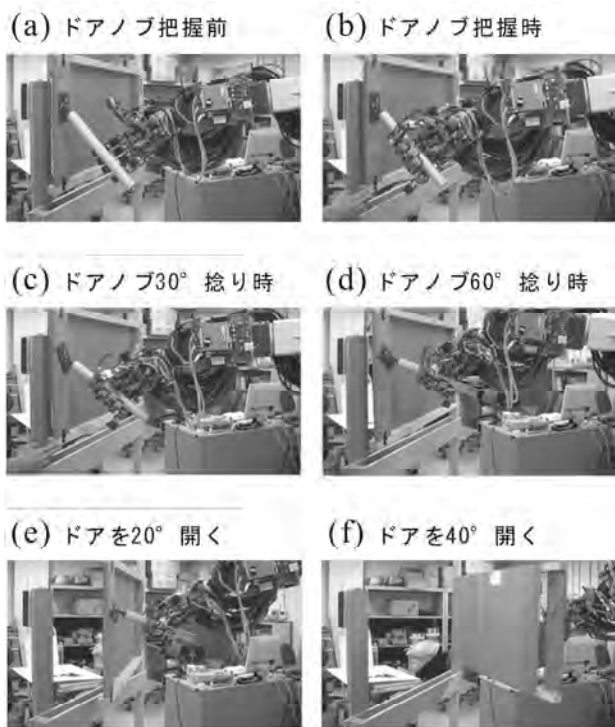 (a) ドアノブ把握前
(b) ドアノブ把握時
(c) ドアノブ30° 捻り時
(d) ドアノブ60° 捻り時
(e) ドアを20° 開く
(f) ドアを40° 開く